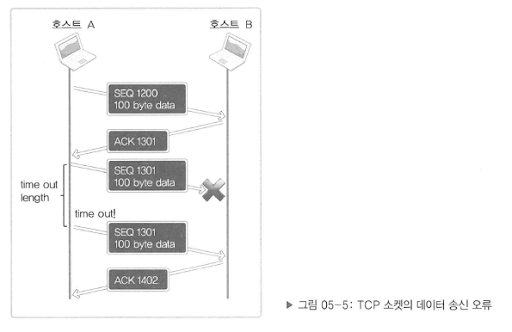 호스트 A
호스트 B
SEQ 1200
100 byte data
ACK 1301
SEQ 1301
100 byte data
time out
length
time out!
SEQ 1301
100 byte data
ACK 1402
▶ 그림 05-5: TCP 소켓의 데이터 송신 오류